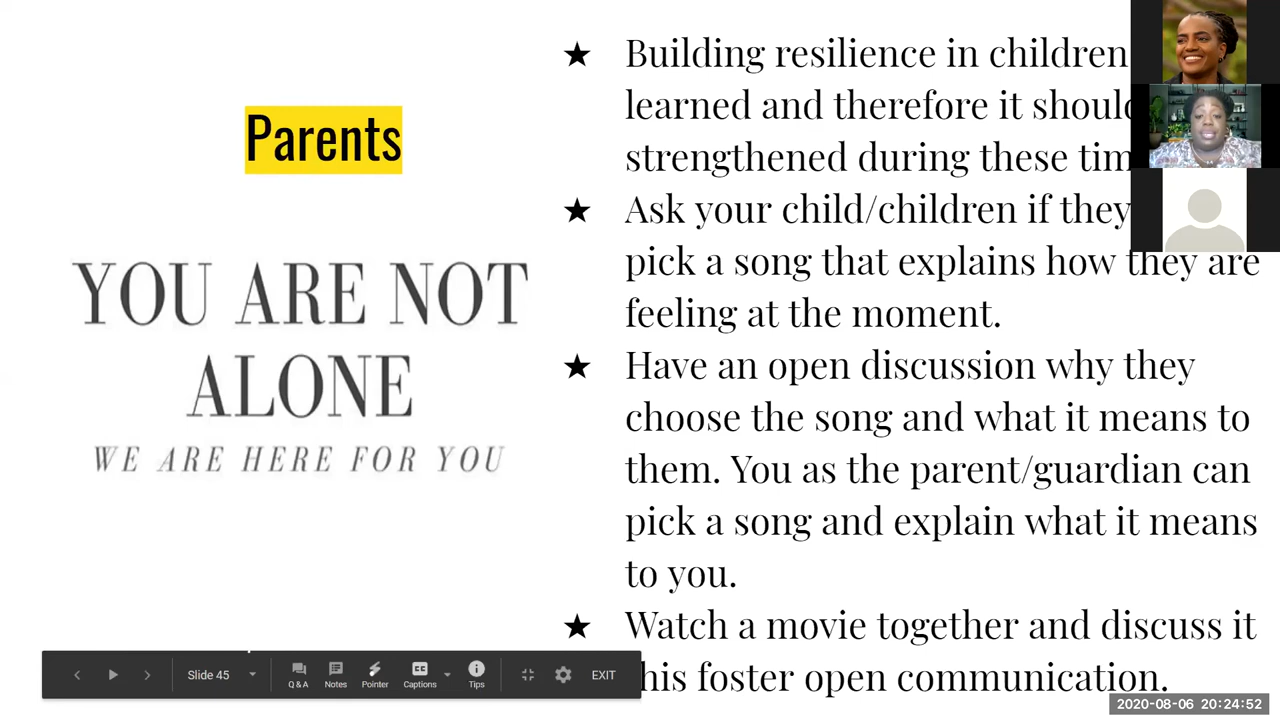 Parents
YOU ARE NOT
ALONE
WE ARE HERE FOR YOU
★ Building resilience in children
learned and therefore it should
strengthened during these
★ Ask your child/children if they
pick a song that explains how they are
feeling at the moment.
★ Have an open discussion why they
choose the song and what it means to
them. You as the parent/guardian can
pick a song and explain what it means
to you.
★ Watch a movie together and discuss it
foster open communication.
Slide 45
Q & A
Notes
Pointer
CC
Captions
Tips
EXIT
2020-08-06 20:24:52